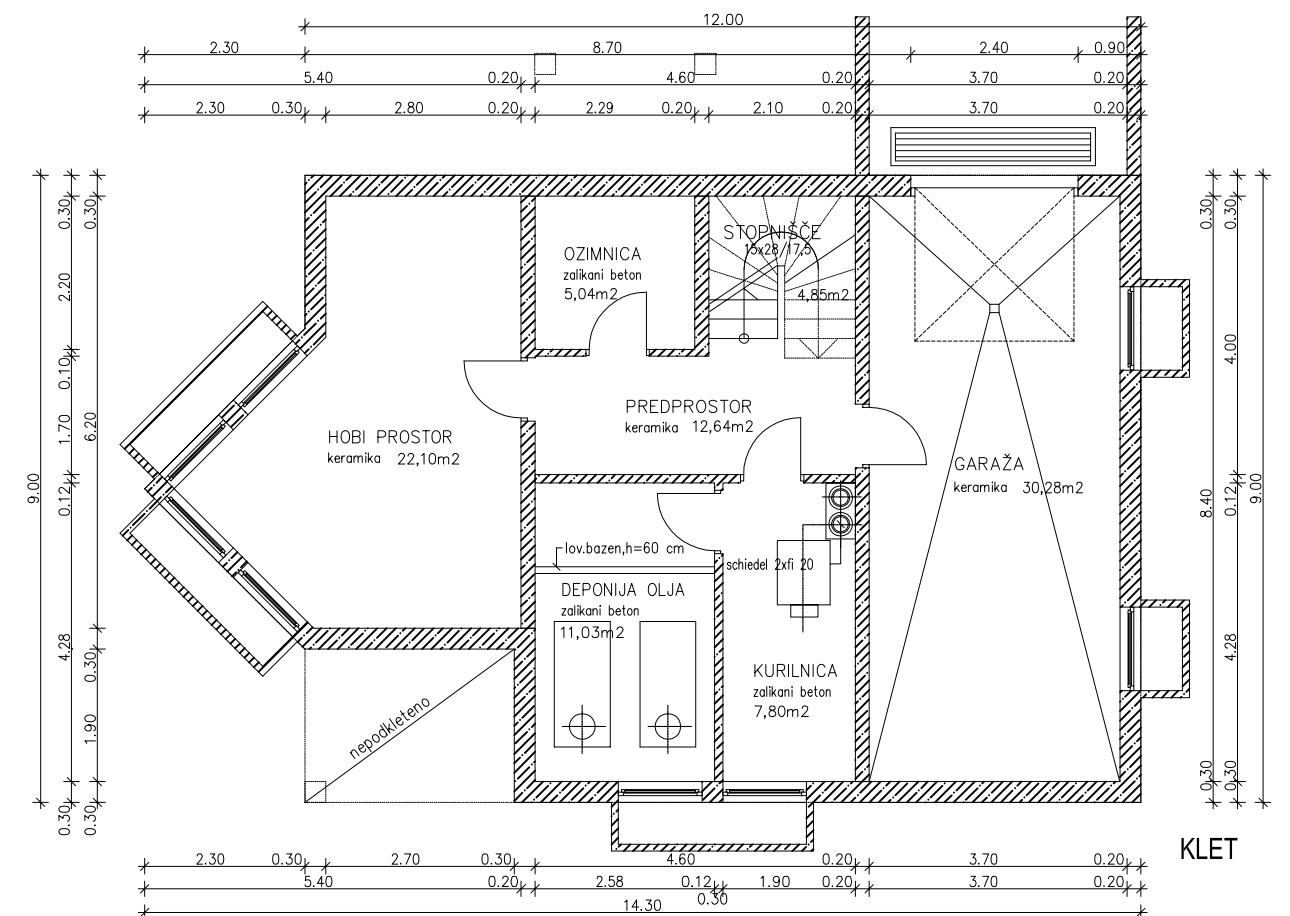 12.00
2.30 8.70 2.40 0.90
5.40 0.20 4.60 0.20 3.70 0.20
2.30 0.30 2.80 0.20 2.29 0.20 2.10 0.20 3.70 0.20
0.30 0.30 0.30 0.30
STOPNIŠČE
15x28/17,5
4,85m2
OZIMNICA
zalikani beton
5,04m2
2.20
0.10
1.70
6.20
0.12
9.00
4.28
0.30
1.90
0.30
0.30
HOBI PROSTOR
keramika 22,10m2
PREDPROSTOR
keramika 12,64m2
GARAŽA
keramika 30,28m2
4.00
8.40
0.12
9.00
4.28
0.30
0.30
lov.bazen,h=60 cm
schiedel 2xfi 20
DEPONIJA OLJA
zalikani beton
11,03m2
KURILNICA
zalikani beton
7,80m2
nepodkleteno
KLET
2.30 0.30 2.70 0.30 4.60 0.20 3.70 0.20
5.40 0.20 2.58 0.12 1.90 0.20 3.70 0.20
0.30
14.30